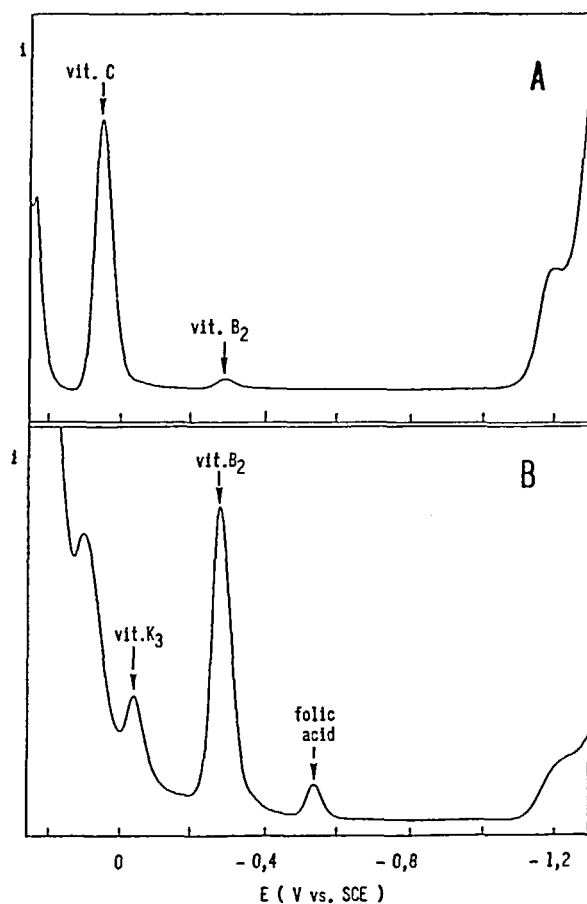 i
A
vit. C
vit. B2
i
B
vit.B2
vit.K3
folic
acid
0 - 0,4 - 0,8 - 1,2
E ( V vs. SCE )